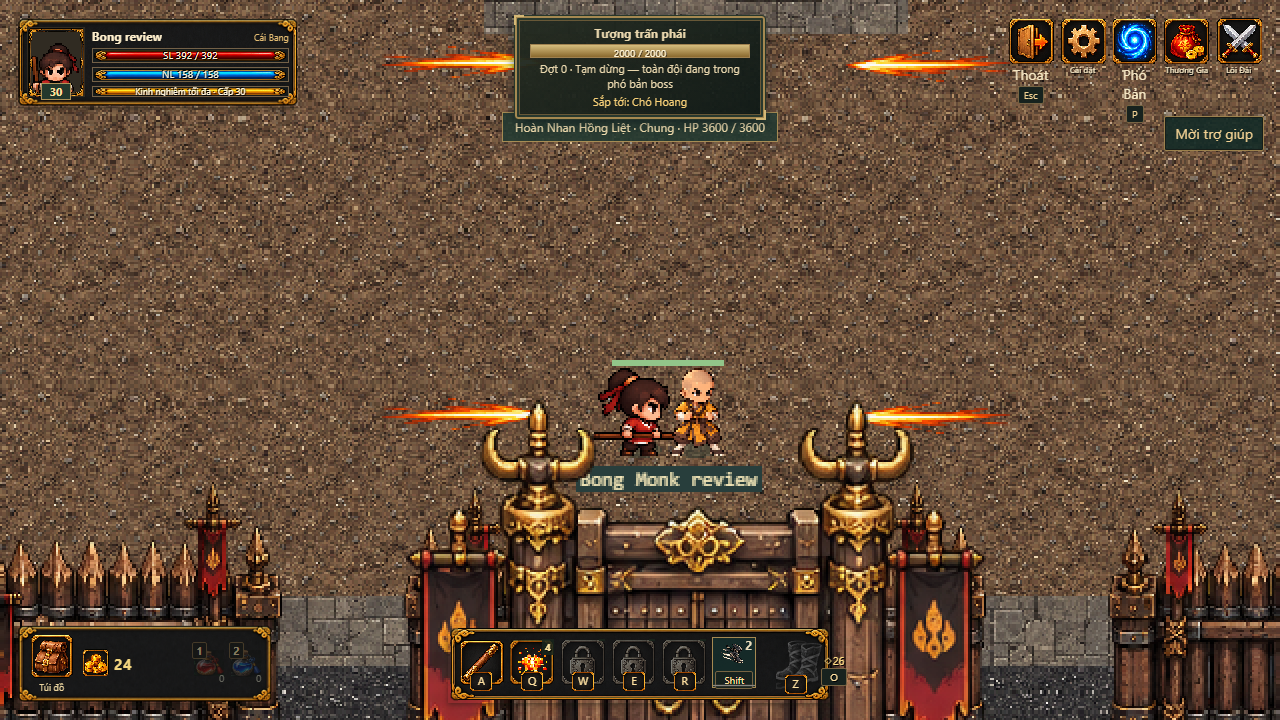 Bong review
Cái Bang
SL 392 / 392
NL 158 / 158
Kinh nghiệm tối đa · Cấp 30
30
Tượng trấn phái
2000 / 2000
Đợt 0 · Tạm dừng — toàn đội đang trong
phó bản boss
Sắp tới: Chó Hoang
Hoàn Nhan Hồng Liệt · Chung · HP 3600 / 3600
Thoát
Esc
Cài đặt
Phó
Bản
P
Thương Gia
Lôi Đài
Mời trợ giúp
Bong Monk review
24
Túi đồ
1
0
2
0
A
4
Q
W
E
R
2
Shift
Z
26
O